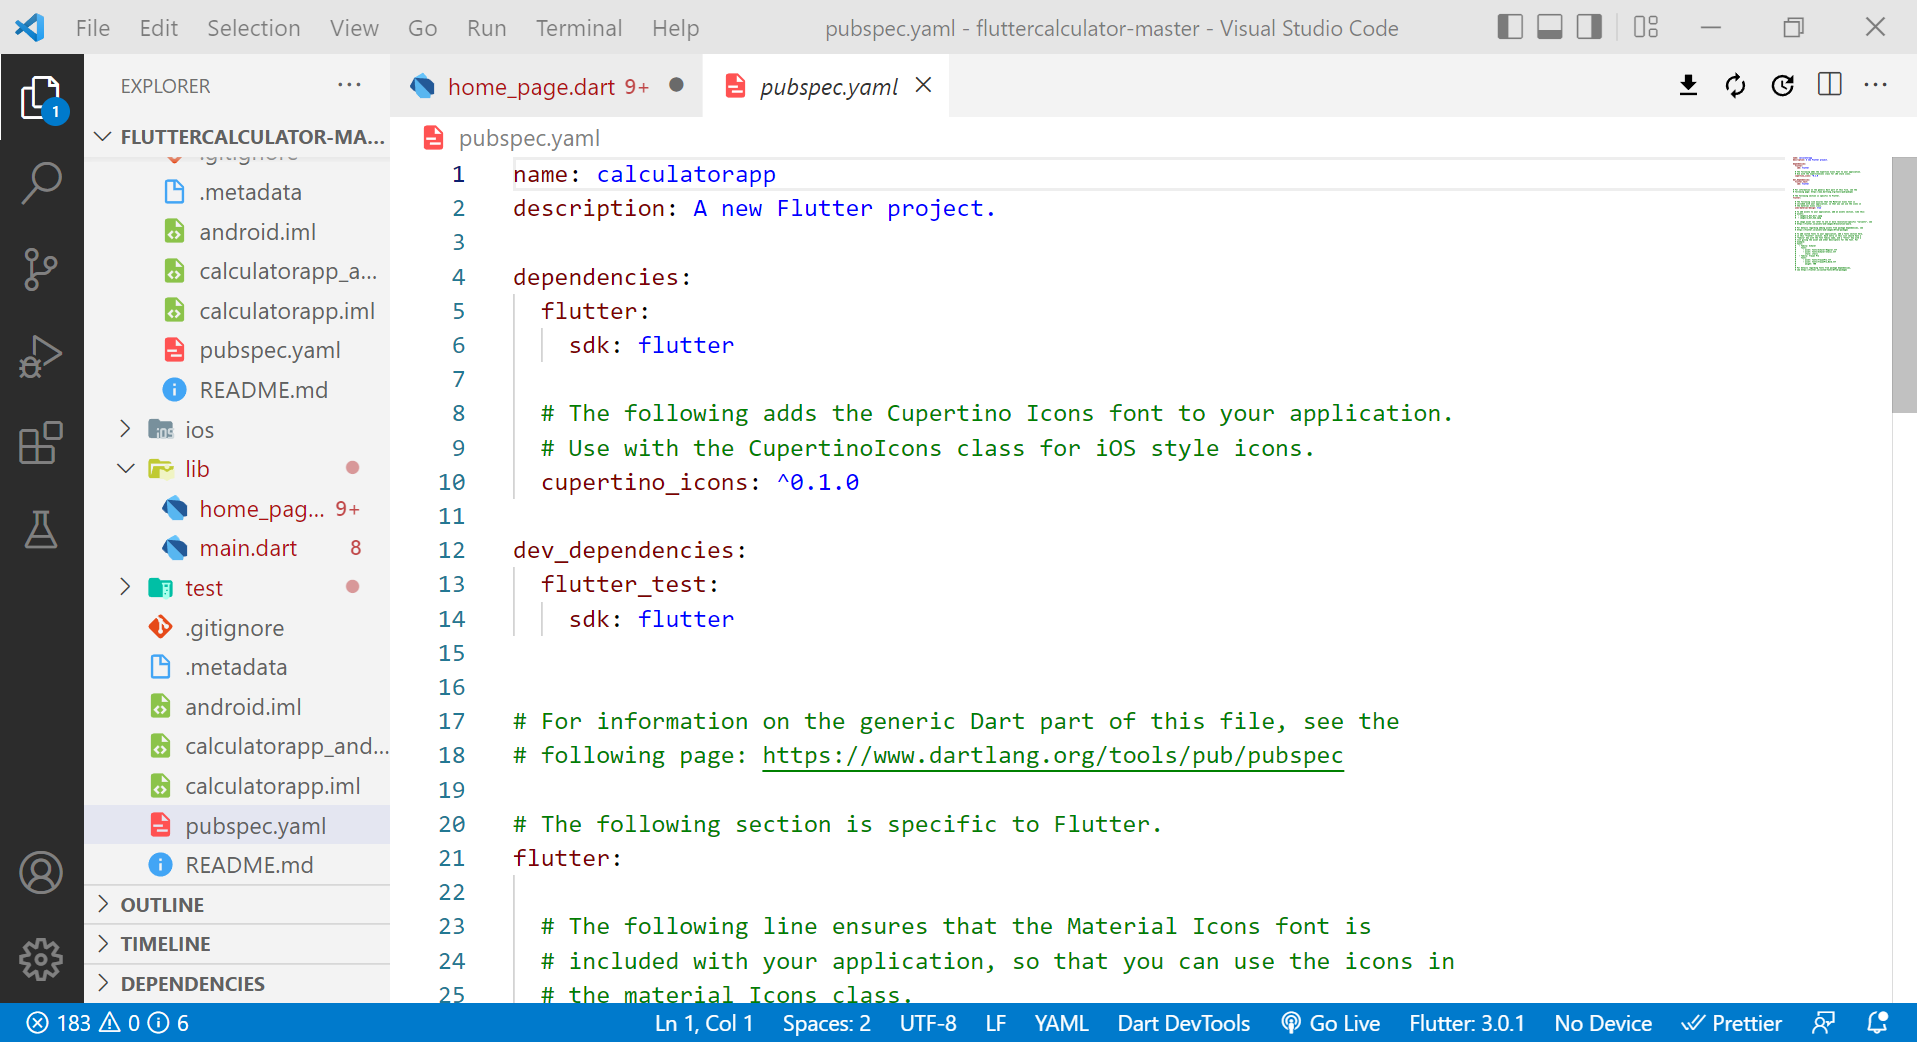 File Edit Selection View Go Run Terminal Help
pubspec.yaml - fluttercalculator-master - Visual Studio Code
1
EXPLORER
FLUTTERCALCULATOR-MA...
.gitignore
.metadata
android.iml
calculatorapp_a...
calculatorapp.iml
pubspec.yaml
README.md
ios
lib
home_pag... 9+
main.dart 8
test
.gitignore
.metadata
android.iml
calculatorapp_and...
calculatorapp.iml
pubspec.yaml
README.md
OUTLINE
TIMELINE
DEPENDENCIES
home_page.dart 9+
pubspec.yaml
pubspec.yaml
1 name: calculatorapp
2 description: A new Flutter project.
3
4 dependencies:
5 flutter:
6 sdk: flutter
7
8 # The following adds the Cupertino Icons font to your application.
9 # Use with the CupertinoIcons class for iOS style icons.
10 cupertino_icons: ^0.1.0
11
12 dev_dependencies:
13 flutter_test:
14 sdk: flutter
15
16
17 # For information on the generic Dart part of this file, see the
18 # following page: https://www.dartlang.org/tools/pub/pubspec
19
20 # The following section is specific to Flutter.
21 flutter:
22
23 # The following line ensures that the Material Icons font is
24 # included with your application, so that you can use the icons in
25 # the material Icons class.
183 0 6
Ln 1, Col 1 Spaces: 2 UTF-8 LF YAML Dart DevTools Go Live Flutter: 3.0.1 No Device Prettier